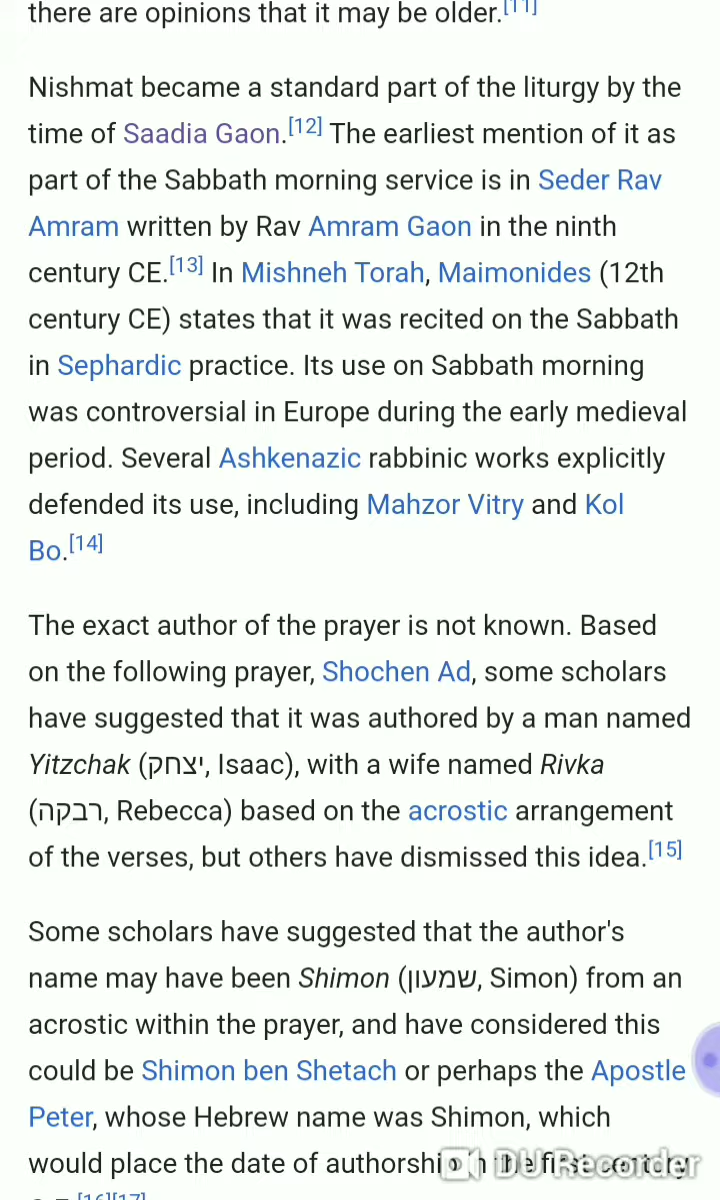 there are opinions that it may be older.[11]
Nishmat became a standard part of the liturgy by the
time of Saadia Gaon.[12] The earliest mention of it as
part of the Sabbath morning service is in Seder Rav
Amram written by Rav Amram Gaon in the ninth
century CE.[13] In Mishneh Torah, Maimonides (12th
century CE) states that it was recited on the Sabbath
in Sephardic practice. Its use on Sabbath morning
was controversial in Europe during the early medieval
period. Several Ashkenazic rabbinic works explicitly
defended its use, including Mahzor Vitry and Kol
Bo.[14]
The exact author of the prayer is not known. Based
on the following prayer, Shochen Ad, some scholars
have suggested that it was authored by a man named
Yitzchak (יצחק, Isaac), with a wife named Rivka
(רבקה, Rebecca) based on the acrostic arrangement
of the verses, but others have dismissed this idea.[15]
Some scholars have suggested that the author's
name may have been Shimon (שמעון, Simon) from an
acrostic within the prayer, and have considered this
could be Shimon ben Shetach or perhaps the Apostle
Peter, whose Hebrew name was Shimon, which
would place the date of authorship in the first century
[16][17]
DU Recorder